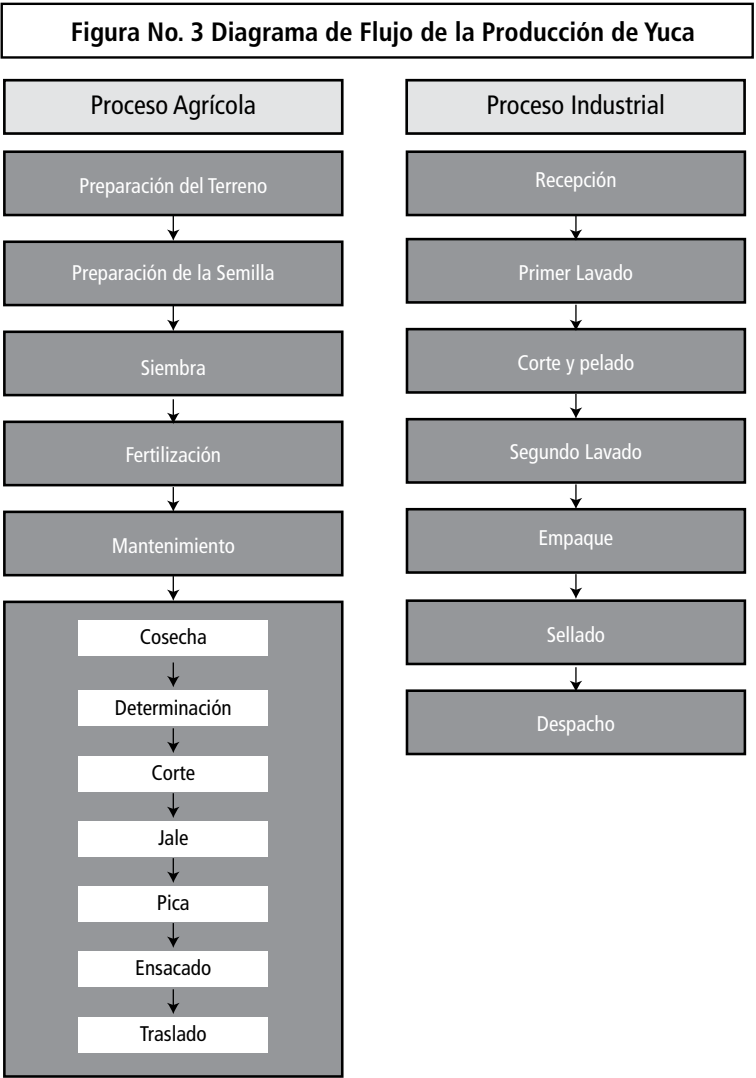 Figura No. 3 Diagrama de Flujo de la Producción de Yuca
Proceso Agrícola
Preparación del Terreno
Preparación de la Semilla
Siembra
Fertilización
Mantenimiento
Cosecha
Determinación
Corte
Jale
Pica
Ensacado
Traslado
Proceso Industrial
Recepción
Primer Lavado
Corte y pelado
Segundo Lavado
Empaque
Sellado
Despacho